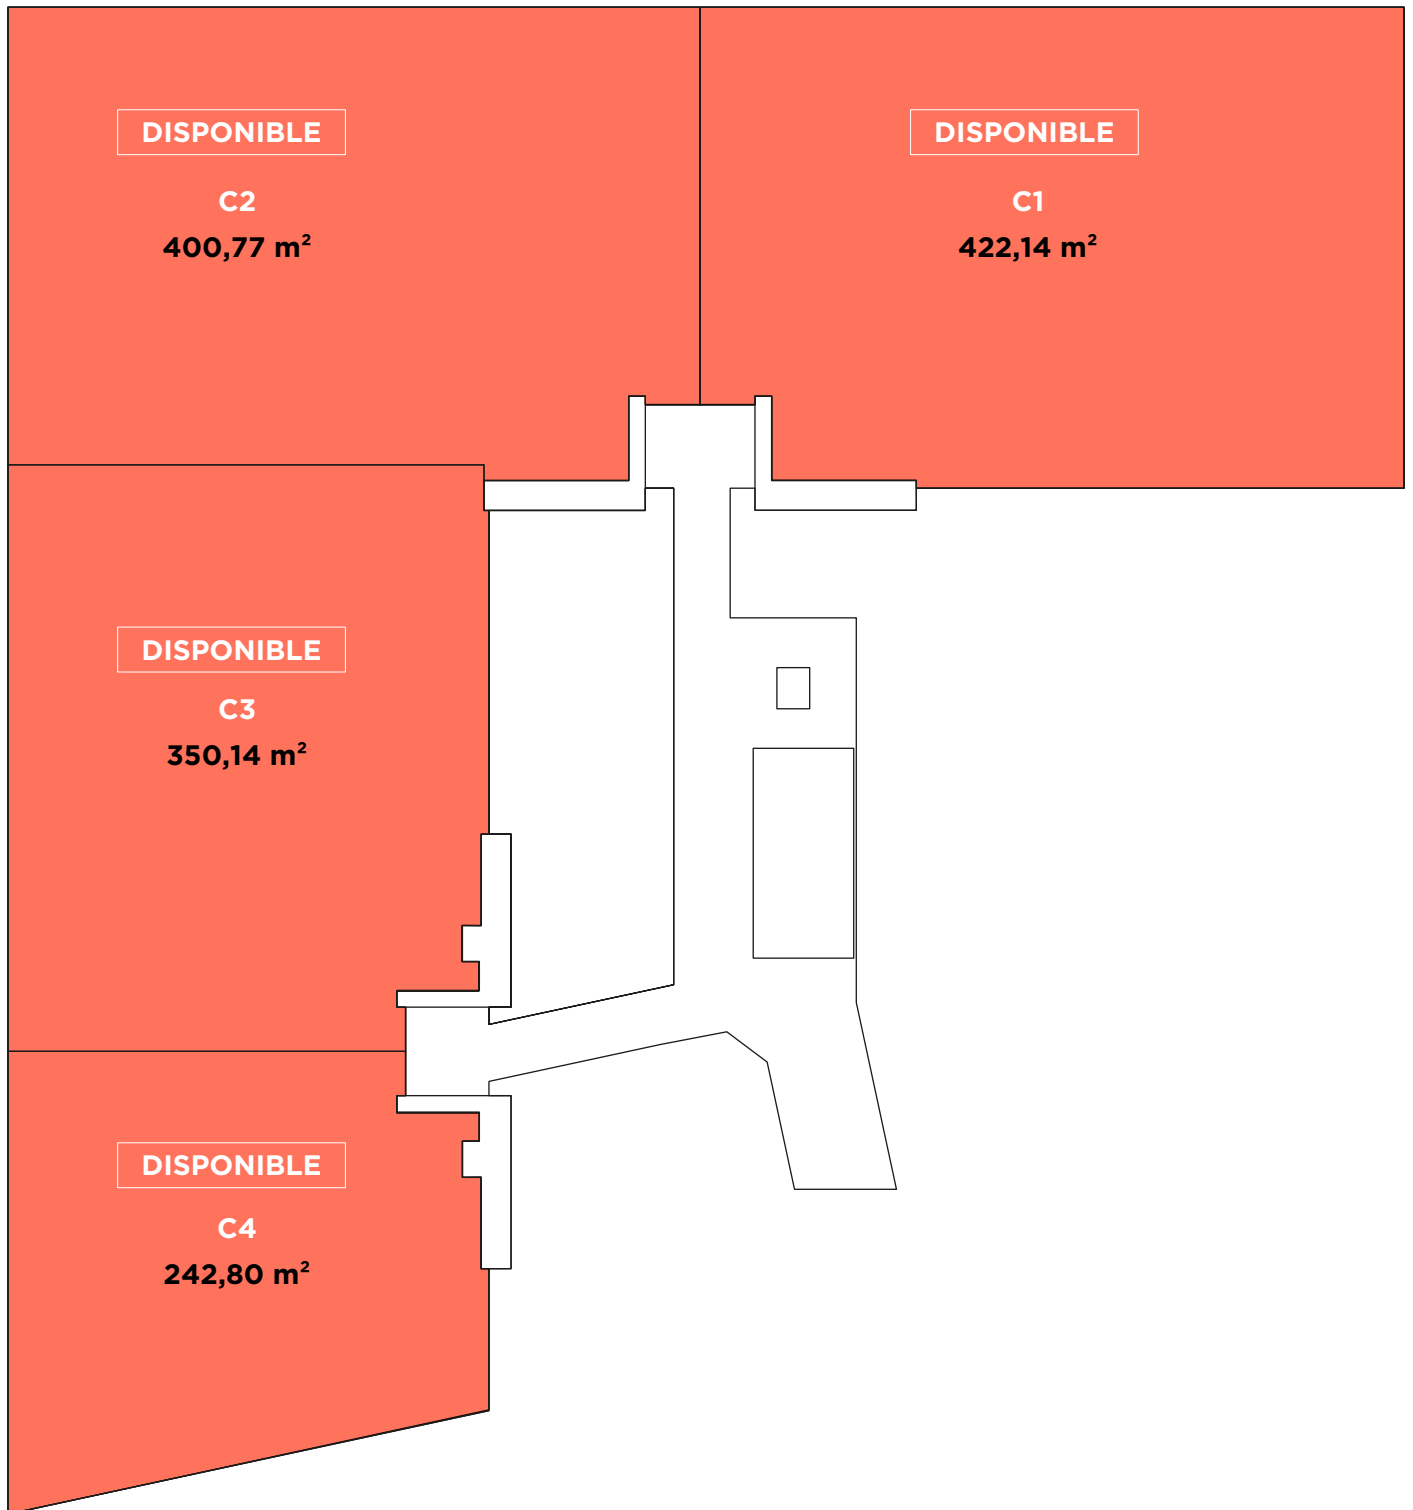 DISPONIBLE
C2
400,77 m²
DISPONIBLE
C1
422,14 m²
DISPONIBLE
C3
350,14 m²
DISPONIBLE
C4
242,80 m²